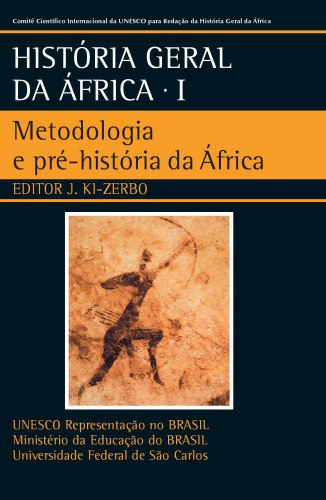 Comitê Científico Internacional da UNESCO para Redação da História Geral da África
HISTÓRIA GERAL
DA ÁFRICA · I
Metodologia
e pré-história da África
EDITOR J. KI-ZERBO
UNESCO Representação no BRASIL
Ministério da Educação do BRASIL
Universidade Federal de São Carlos